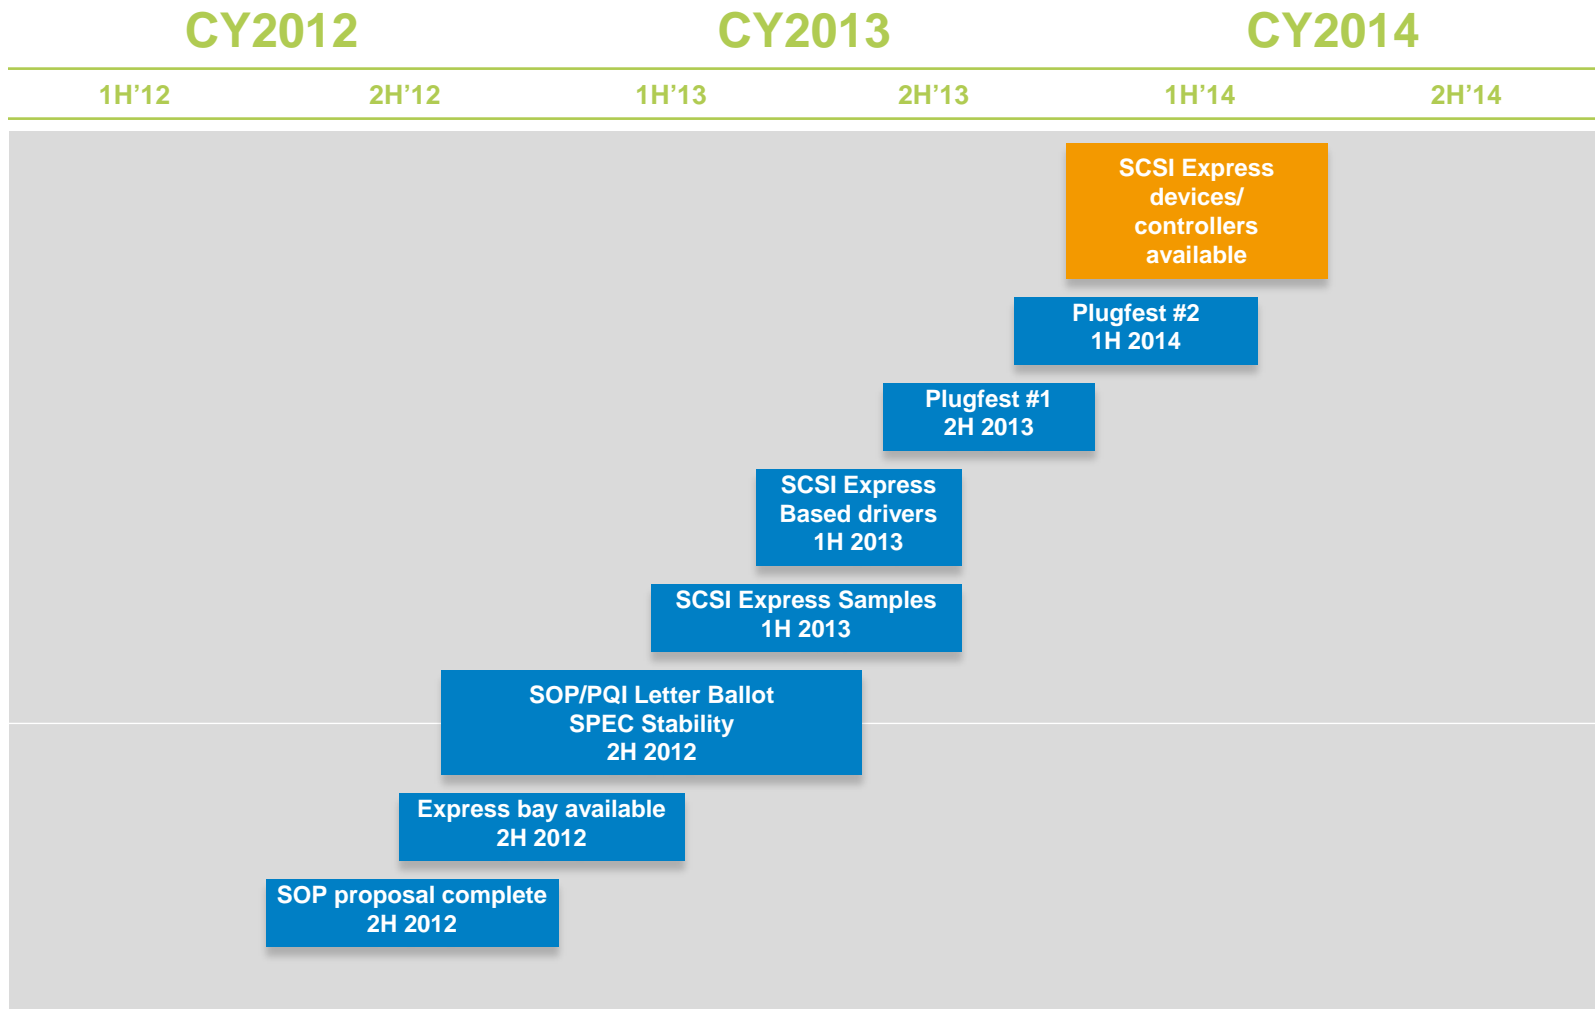 CY2012 CY2013 CY2014
1H’12 2H’12 1H’13 2H’13 1H’14 2H’14
SCSI Express
devices/
controllers
available
Plugfest #2
1H 2014
Plugfest #1
2H 2013
SCSI Express
Based drivers
1H 2013
SCSI Express Samples
1H 2013
SOP/PQI Letter Ballot
SPEC Stability
2H 2012
Express bay available
2H 2012
SOP proposal complete
2H 2012